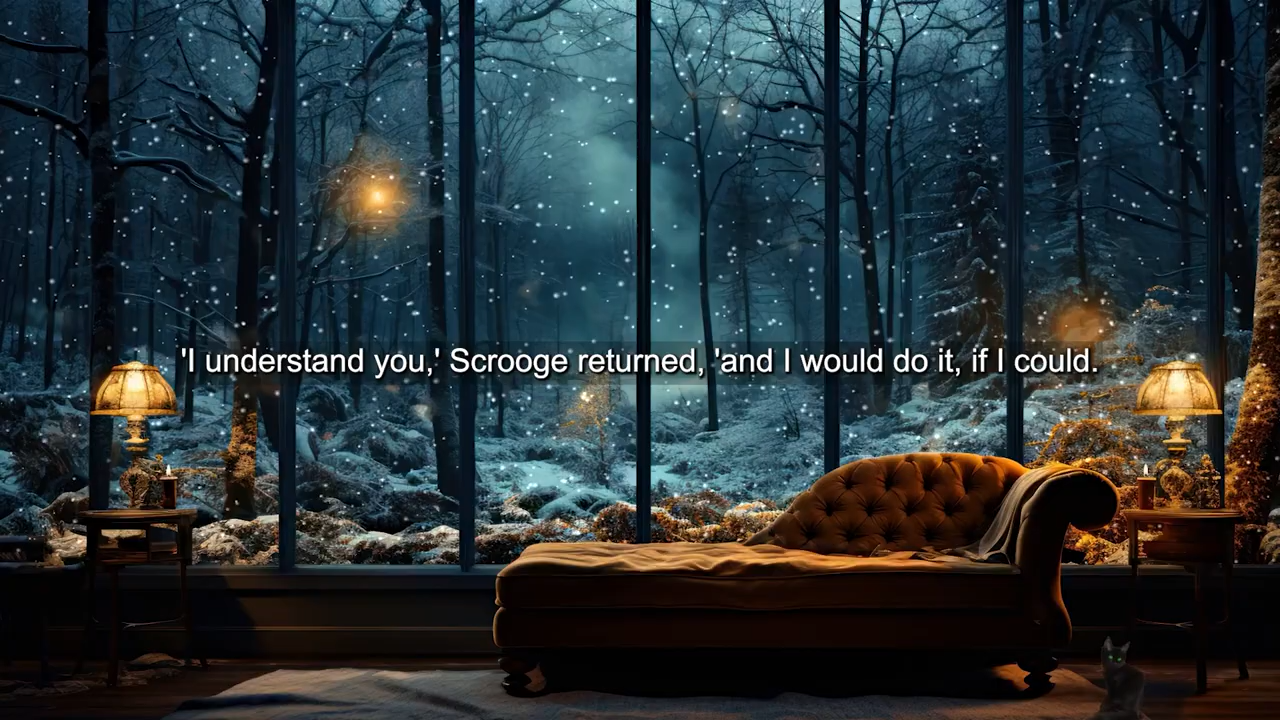 'I understand you,' Scrooge returned, 'and I would do it, if I could.